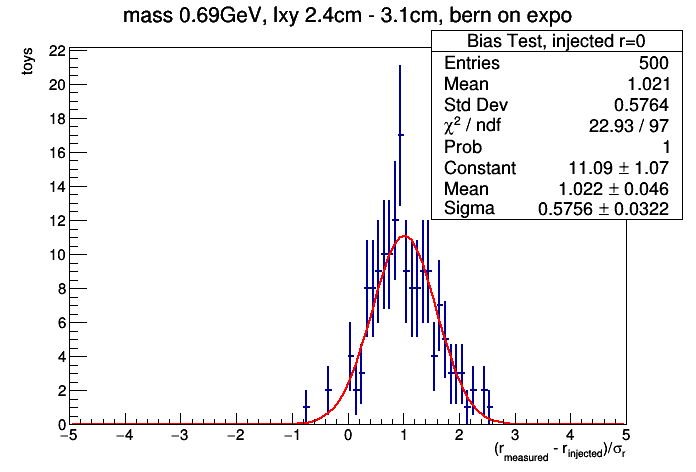 mass 0.69GeV, lxy 2.4cm - 3.1cm, bern on expo
Bias Test, injected r=0
Entries 500
Mean 1.021
Std Dev 0.5764
χ² / ndf 22.93 / 97
Prob 1
Constant 11.09 ± 1.07
Mean 1.022 ± 0.046
Sigma 0.5756 ± 0.0322
toys
22
20
18
16
14
12
10
8
6
4
2
0
−5 −4 −3 −2 −1 0 1 2 3 4 5
(r_measured - r_injected)/σ_r